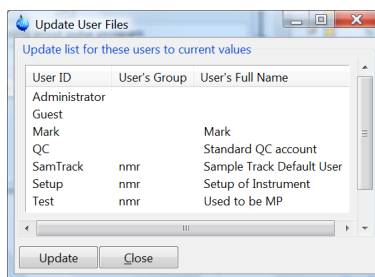 Update User Files
Update list for these users to current values
User ID User's Group User's Full Name
Administrator
Guest
Mark Mark
QC Standard QC account
SamTrack nmr Sample Track Default User
Setup nmr Setup of Instrument
Test nmr Used to be MP
Update Close